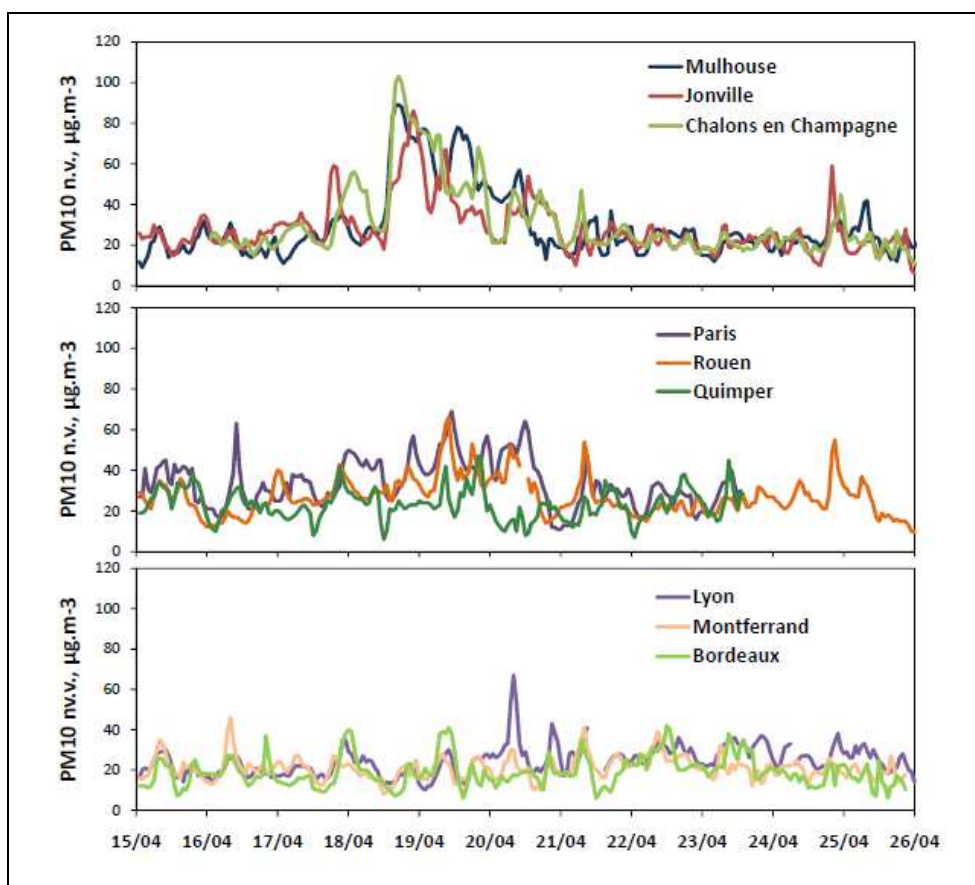 PM10 n.v., µg.m-3
120
100
80
60
40
20
0
Mulhouse
Jonville
Chalons en Champagne
PM10 n.v., µg.m-3
120
100
80
60
40
20
0
Paris
Rouen
Quimper
PM10 nv.v., µg.m-3
120
100
80
60
40
20
0
Lyon
Montferrand
Bordeaux
15/04 16/04 17/04 18/04 19/04 20/04 21/04 22/04 23/04 24/04 25/04 26/04